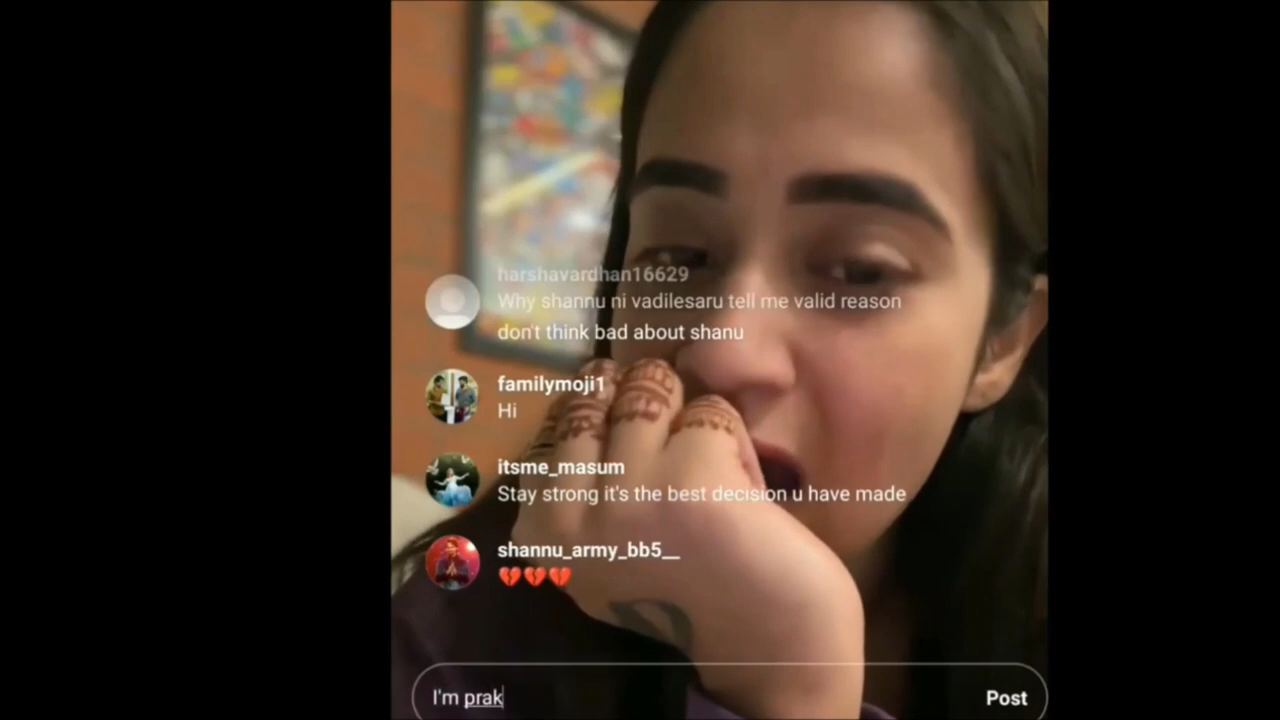 harshavardhan16629
Why shannu ni vadilesaru tell me valid reason
don't think bad about shanu
familymoji1
Hi
itsme_masum
Stay strong it's the best decision u have made
shannu_army_bb5__
💔💔💔
I'm prak
Post